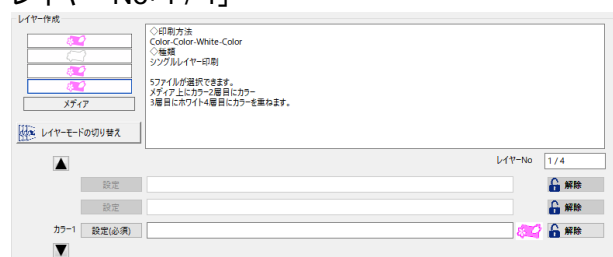 レイヤー作成
◇印刷方法
Color-Color-White-Color
◇種類
シングルレイヤー印刷
5ファイルが選択できます。
メディア上にカラー2層目にカラー
3層目にホワイト4層目にカラーを重ねます。
メディア
レイヤーモードの切り替え
レイヤーNo 1/4
設定 解除
設定 解除
カラー1 設定(必須) 解除